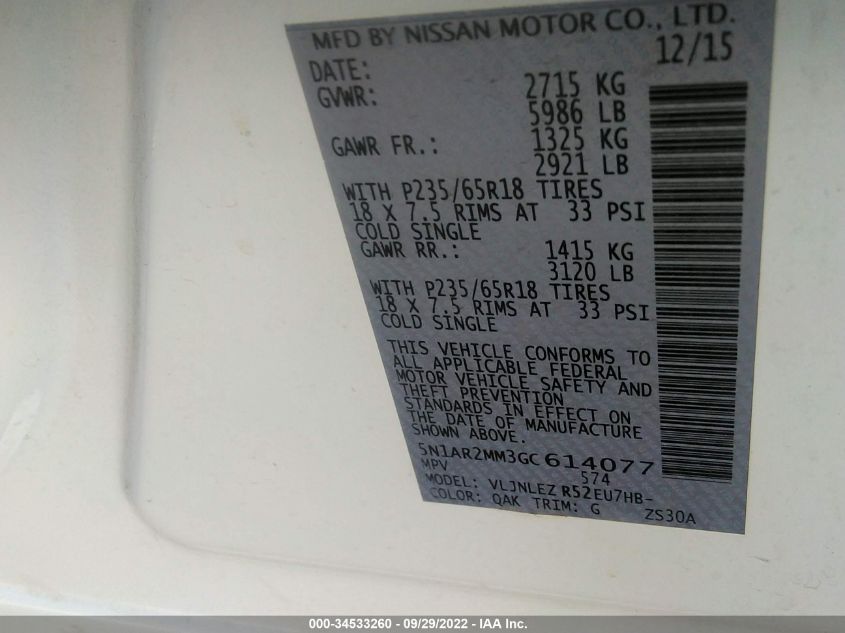 MFD BY NISSAN MOTOR CO., LTD.
DATE: 12/15
GVWR: 2715 KG
5986 LB
GAWR FR.: 1325 KG
2921 LB
WITH P235/65R18 TIRES
18 X 7.5 RIMS AT 33 PSI
COLD SINGLE
GAWR RR.: 1415 KG
3120 LB
WITH P235/65R18 TIRES
18 X 7.5 RIMS AT 33 PSI
COLD SINGLE
THIS VEHICLE CONFORMS TO
ALL APPLICABLE FEDERAL
MOTOR VEHICLE SAFETY AND
THEFT PREVENTION
STANDARDS IN EFFECT ON
THE DATE OF MANUFACTURE
SHOWN ABOVE.
5N1AR2MM3GC614077
MPV 574
MODEL: VLJNLEZ R52EU7HB-
COLOR: QAK TRIM: G ZS30A
000-34533260 - 09/29/2022 - IAA Inc.